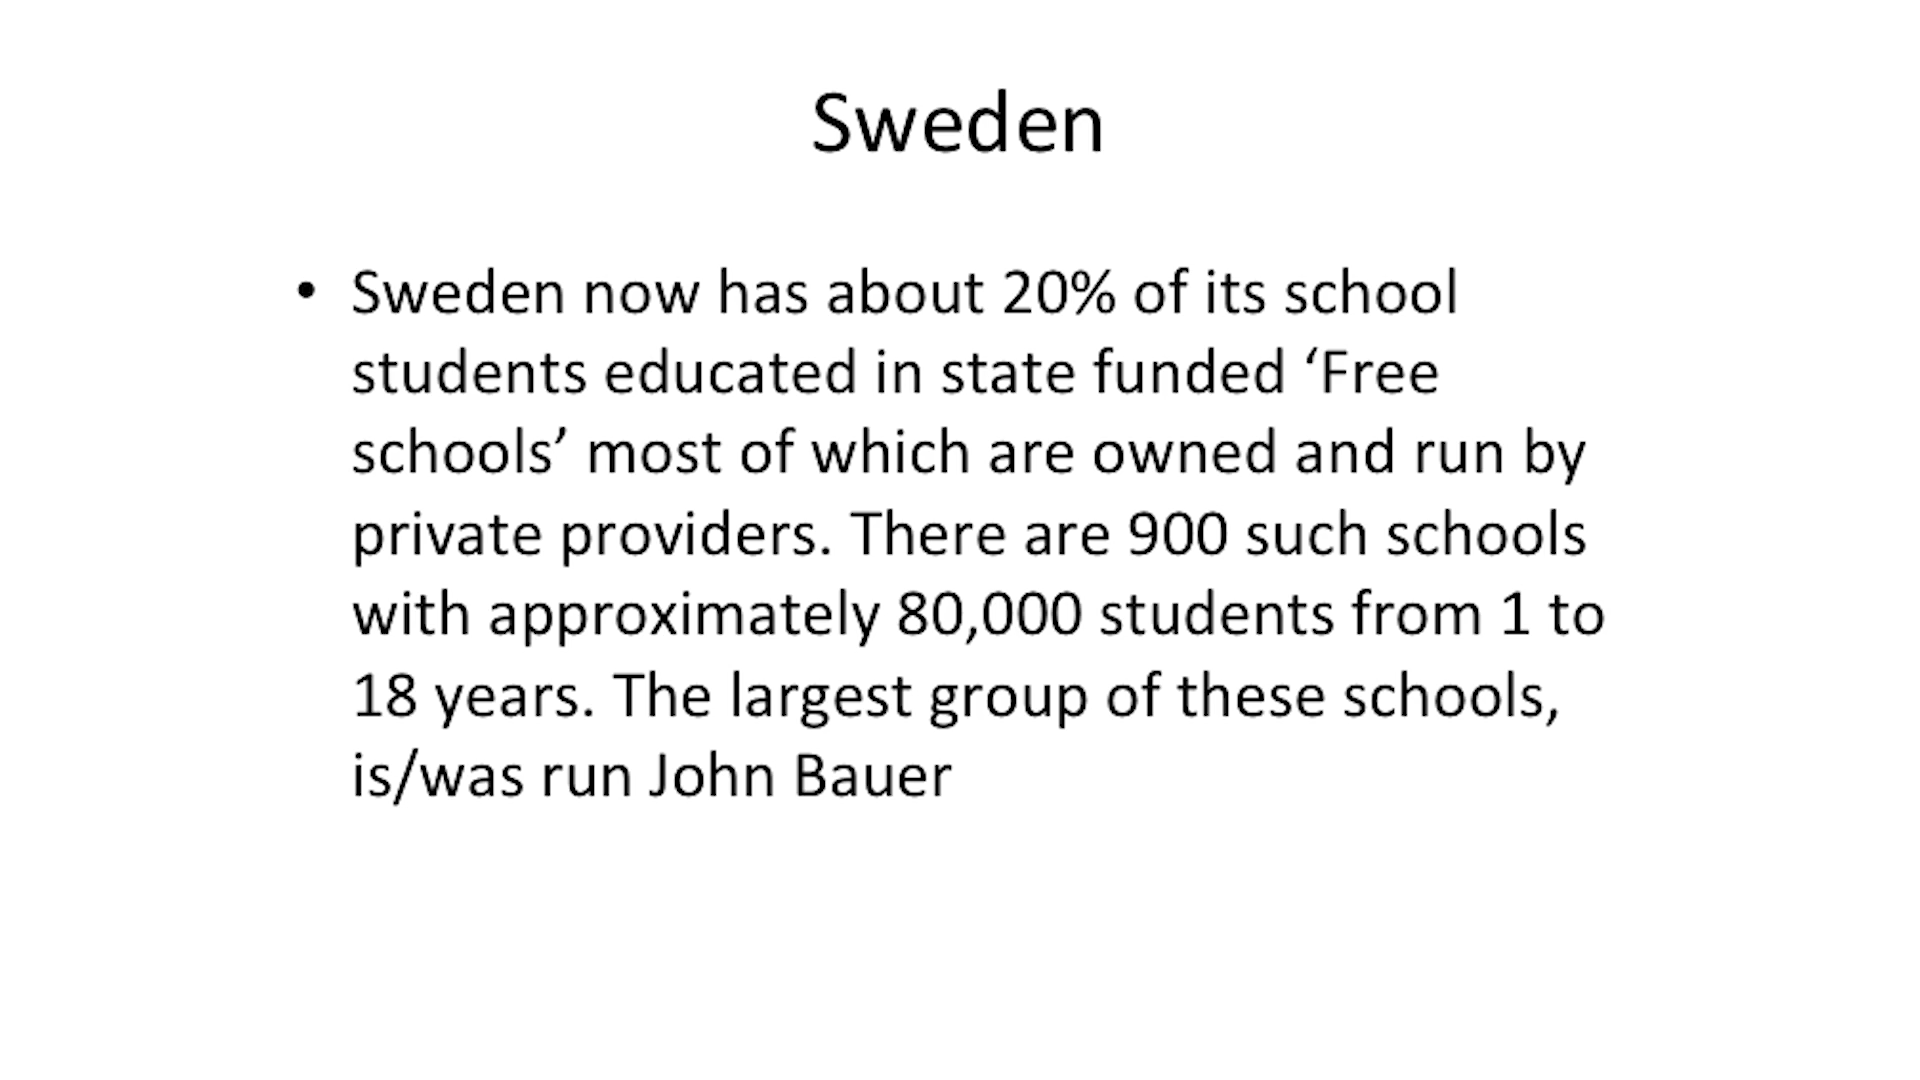 Sweden
• Sweden now has about 20% of its school
students educated in state funded ‘Free
schools’ most of which are owned and run by
private providers. There are 900 such schools
with approximately 80,000 students from 1 to
18 years. The largest group of these schools,
is/was run John Bauer